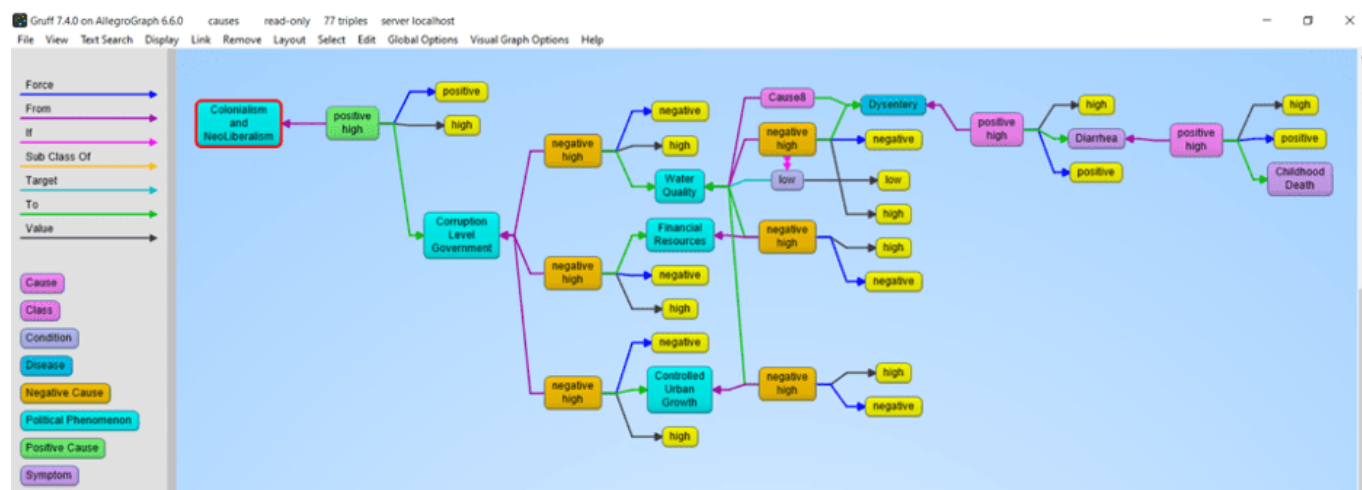 Gruff 7.4.0 on AllegroGraph 6.6.0 causes read-only 77 triples server localhost
File View Text Search Display Link Remove Layout Select Edit Global Options Visual Graph Options Help
Force
From
If
Sub Class Of
Target
To
Value
Cause
Class
Condition
Disease
Negative Cause
Political Phenomenon
Positive Cause
Symptom
Colonialism
and
NeoLiberalism
positive
high
positive
high
Corruption
Level
Government
negative
high
negative
high
Water
Quality
negative
high
Financial
Resources
negative
high
negative
high
negative
Controlled
Urban
Growth
high
Cause8
negative
high
low
Dysentery
negative
low
high
negative
high
high
negative
negative
high
high
negative
positive
high
high
Diarrhea
positive
positive
high
high
positive
Childhood
Death